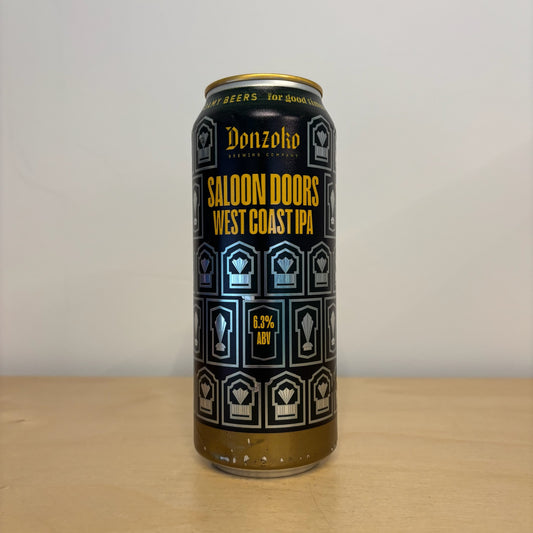 BEERS for good
Donzoko
BREWING COMPANY
SALOON DOORS
WEST COAST IPA
6.3%
ABV